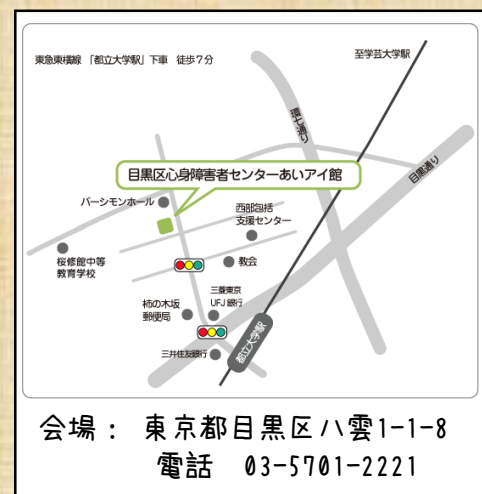 東急東横線 「都立大学駅」下車 徒歩7分
至学芸大学駅
環七通り
目黒通り
目黒区心身障害者センターあいアイ館
パーシモンホール
西部包括
支援センター
桜修館中等
教育学校
教会
三菱東京
UFJ銀行
柿の木坂
郵便局
都立大学駅
三井住友銀行
会場： 東京都目黒区八雲1-1-8
電話 03-5701-2221